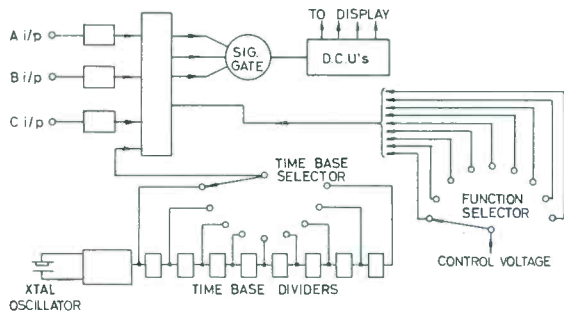 TO DISPLAY
A i/p
B i/p
C i/p
SIG.
GATE
D.C.U's
TIME BASE
SELECTOR
FUNCTION
SELECTOR
CONTROL VOLTAGE
XTAL
OSCILLATOR
TIME BASE DIVIDERS